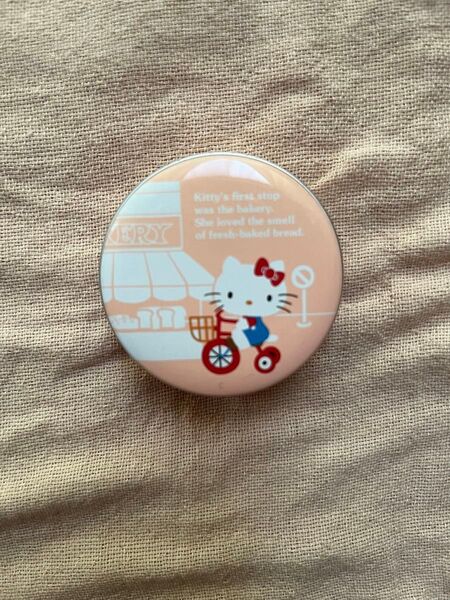 Kitty's first stop
was the bakery.
She loved the smell
of fresh-baked bread.
ERY